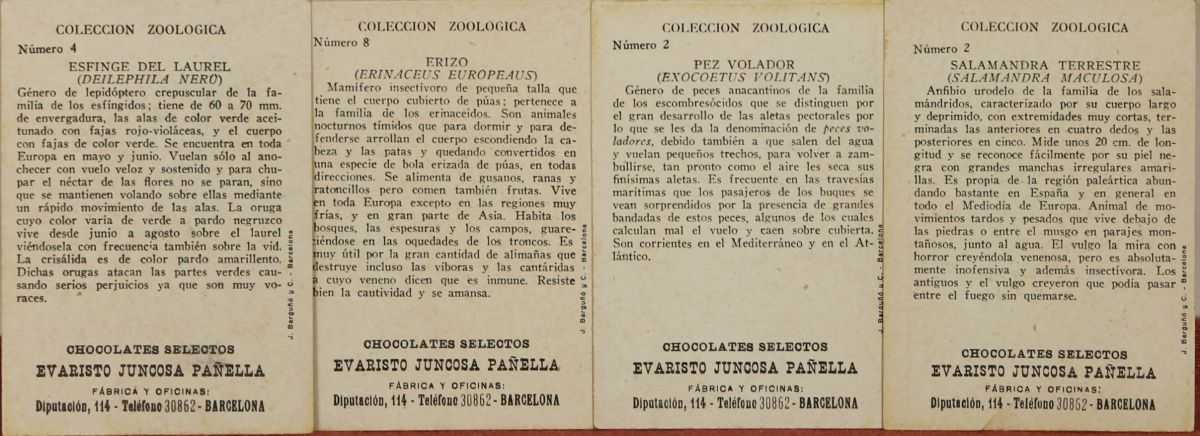 COLECCION ZOOLOGICA
Número 4
ESFINGE DEL LAUREL
(DEILEPHILA NERO)
Género de lepidóptero crepuscular de la fa-
milia de los esfíngidos; tiene de 60 a 70 mm.
de envergadura, las alas de color verde acei-
tunado con fajas rojo-violáceas, y el cuerpo
con fajas de color verde. Se encuentra en toda
Europa en mayo y junio. Vuelan sólo al ano-
checer con vuelo veloz y sostenido y para chu-
par el néctar de las flores no se paran, sino
que se mantienen volando sobre ellas mediante
un rápido movimiento de las alas. La oruga
cuyo color varía de verde a pardo negruzco
vive desde junio a agosto sobre el laurel
viéndosela con frecuencia también sobre la vid.
La crisálida es de color pardo amarillento.
Dichas orugas atacan las partes verdes cau-
sando serios perjuicios ya que son muy vo-
races.
J. Barguñó y C. - Barcelona
CHOCOLATES SELECTOS
EVARISTO JUNCOSA PAÑELLA
FÁBRICA Y OFICINAS:
Diputación, 114 - Teléfono 30862 - BARCELONA
COLECCION ZOOLOGICA
Número 8
ERIZO
(ERINACEUS EUROPEAUS)
Mamífero insectívoro de pequeña talla que
tiene el cuerpo cubierto de púas; pertenece a
la familia de los erinaceidos. Son animales
nocturnos tímidos que para dormir y para de-
fenderse arrollan el cuerpo escondiendo la ca-
beza y las patas y quedando convertidos en
una especie de bola erizada de púas, en todas
direcciones. Se alimenta de gusanos, ranas y
ratoncillos pero comen también frutas. Vive
en toda Europa excepto en las regiones muy
frías, y en gran parte de Asia. Habita los
bosques, las espesuras y los campos, guare-
ciéndose en las oquedades de los troncos. Es
muy útil por la gran cantidad de alimañas que
destruye incluso las víboras y las cantáridas
a cuyo veneno dicen que es inmune. Resiste
bien la cautividad y se amansa.
J. Barguñó y C. - Barcelona
CHOCOLATES SELECTOS
EVARISTO JUNCOSA PAÑELLA
FÁBRICA Y OFICINAS:
Diputación, 114 - Teléfono 30862 - BARCELONA
COLECCION ZOOLOGICA
Número 2
PEZ VOLADOR
(EXOCOETUS VOLITANS)
Género de peces anacantinos de la familia
de los escombresócidos que se distinguen por
el gran desarrollo de las aletas pectorales por
lo que se les da la denominación de peces vo-
ladores, debido también a que salen del agua
y vuelan pequeños trechos, para volver a zam-
bullirse, tan pronto como el aire les seca sus
finísimas aletas. Es frecuente en las travesías
marítimas que los pasajeros de los buques se
vean sorprendidos por la presencia de grandes
bandadas de estos peces, algunos de los cuales
calculan mal el vuelo y caen sobre cubierta.
Son corrientes en el Mediterráneo y en el At-
lántico.
J. Barguñó y C. - Barcelona
CHOCOLATES SELECTOS
EVARISTO JUNCOSA PAÑELLA
FÁBRICA Y OFICINAS:
Diputación, 114 - Teléfono 30862 - BARCELONA
COLECCION ZOOLOGICA
Número 2
SALAMANDRA TERRESTRE
(SALAMANDRA MACULOSA)
Anfibio urodelo de la familia de los sala-
mándridos, caracterizado por su cuerpo largo
y deprimido, con extremidades muy cortas, ter-
minadas las anteriores en cuatro dedos y las
posteriores en cinco. Mide unos 20 cm. de lon-
gitud y se reconoce fácilmente por su piel ne-
gra con grandes manchas irregulares amari-
llas. Es propia de la región paleártica abun-
dando bastante en España y en general en
todo el Mediodía de Europa. Animal de mo-
vimientos tardos y pesados que vive debajo de
las piedras o entre el musgo en parajes mon-
tañosos, junto al agua. El vulgo la mira con
horror creyéndola venenosa, pero es absoluta-
mente inofensiva y además insectívora. Los
antiguos y el vulgo creyeron que podía pasar
entre el fuego sin quemarse.
J. Barguñó y C. - Barcelona
CHOCOLATES SELECTOS
EVARISTO JUNCOSA PAÑELLA
FÁBRICA Y OFICINAS:
Diputación, 114 - Teléfono 30862 - BARCELONA